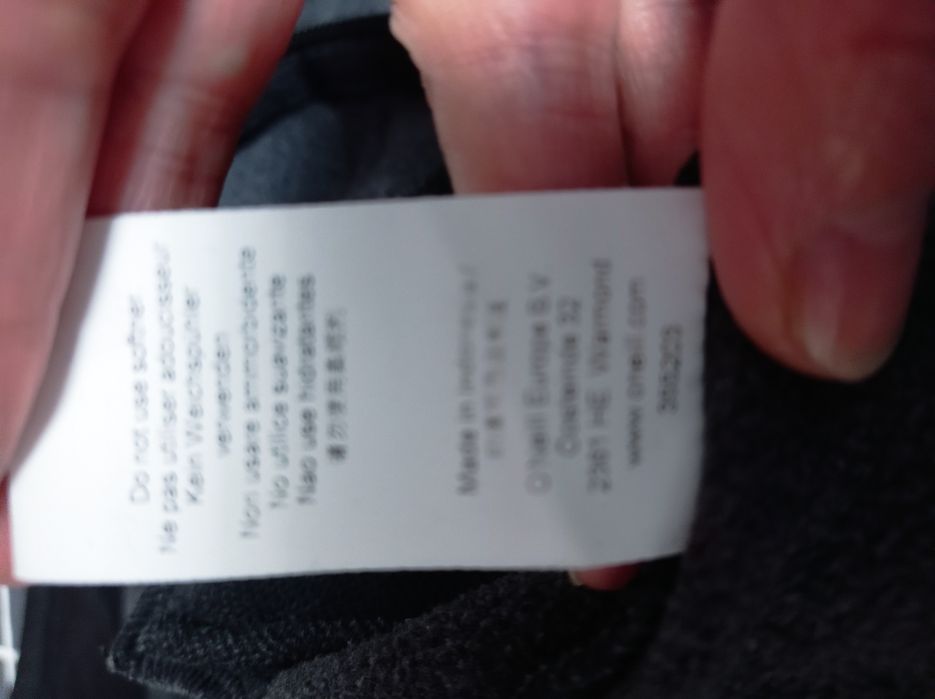 Do not use softner
Ne pas utiliser adoucisseur
Kein Weichspühler
verwenden
Non usare ammorbidente
No utilice suavizante
Nao use hidratantes
Made in Indonesia
O'Neill Europe B.V
2361 HE Warmond
www.oneill.com